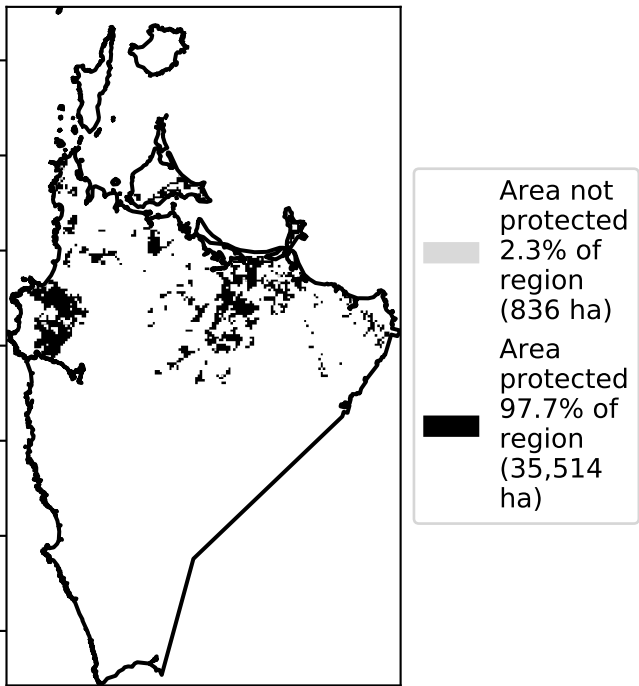 Area not
protected
2.3% of
region
(836 ha)
Area
protected
97.7% of
region
(35,514
ha)